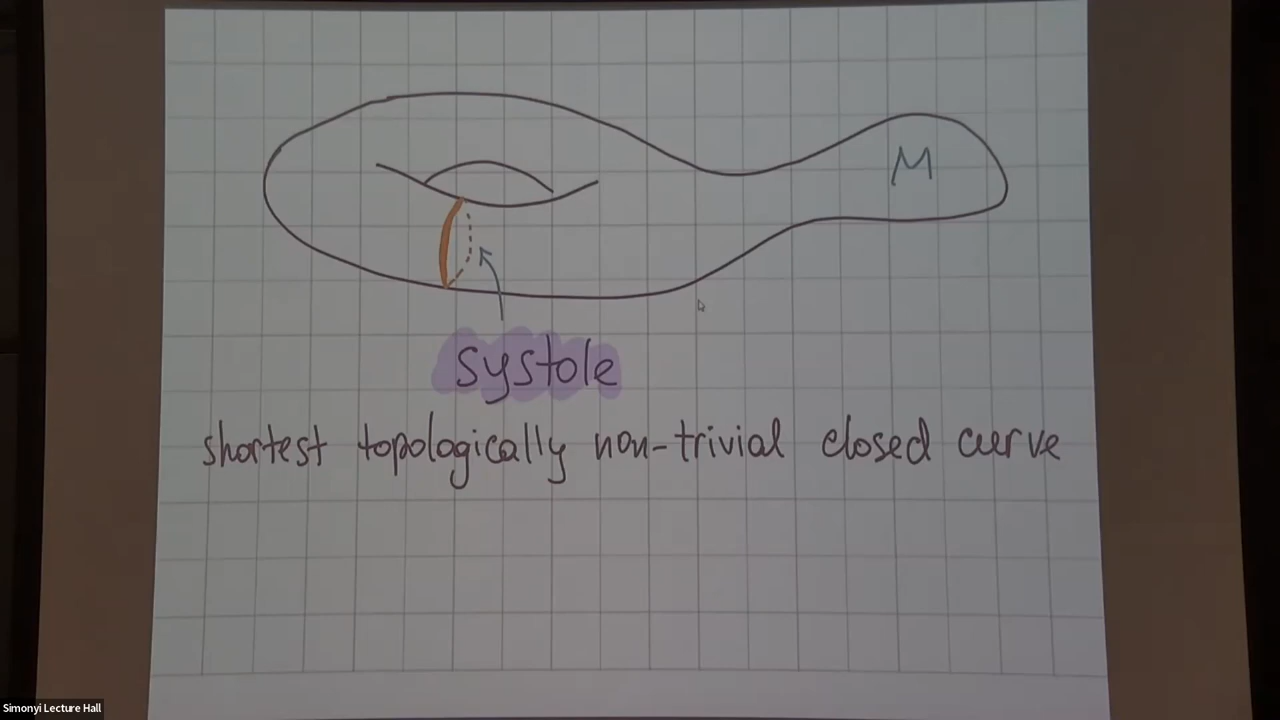 M
systole
shortest topologically non-trivial closed curve
Simonyi Lecture Hall